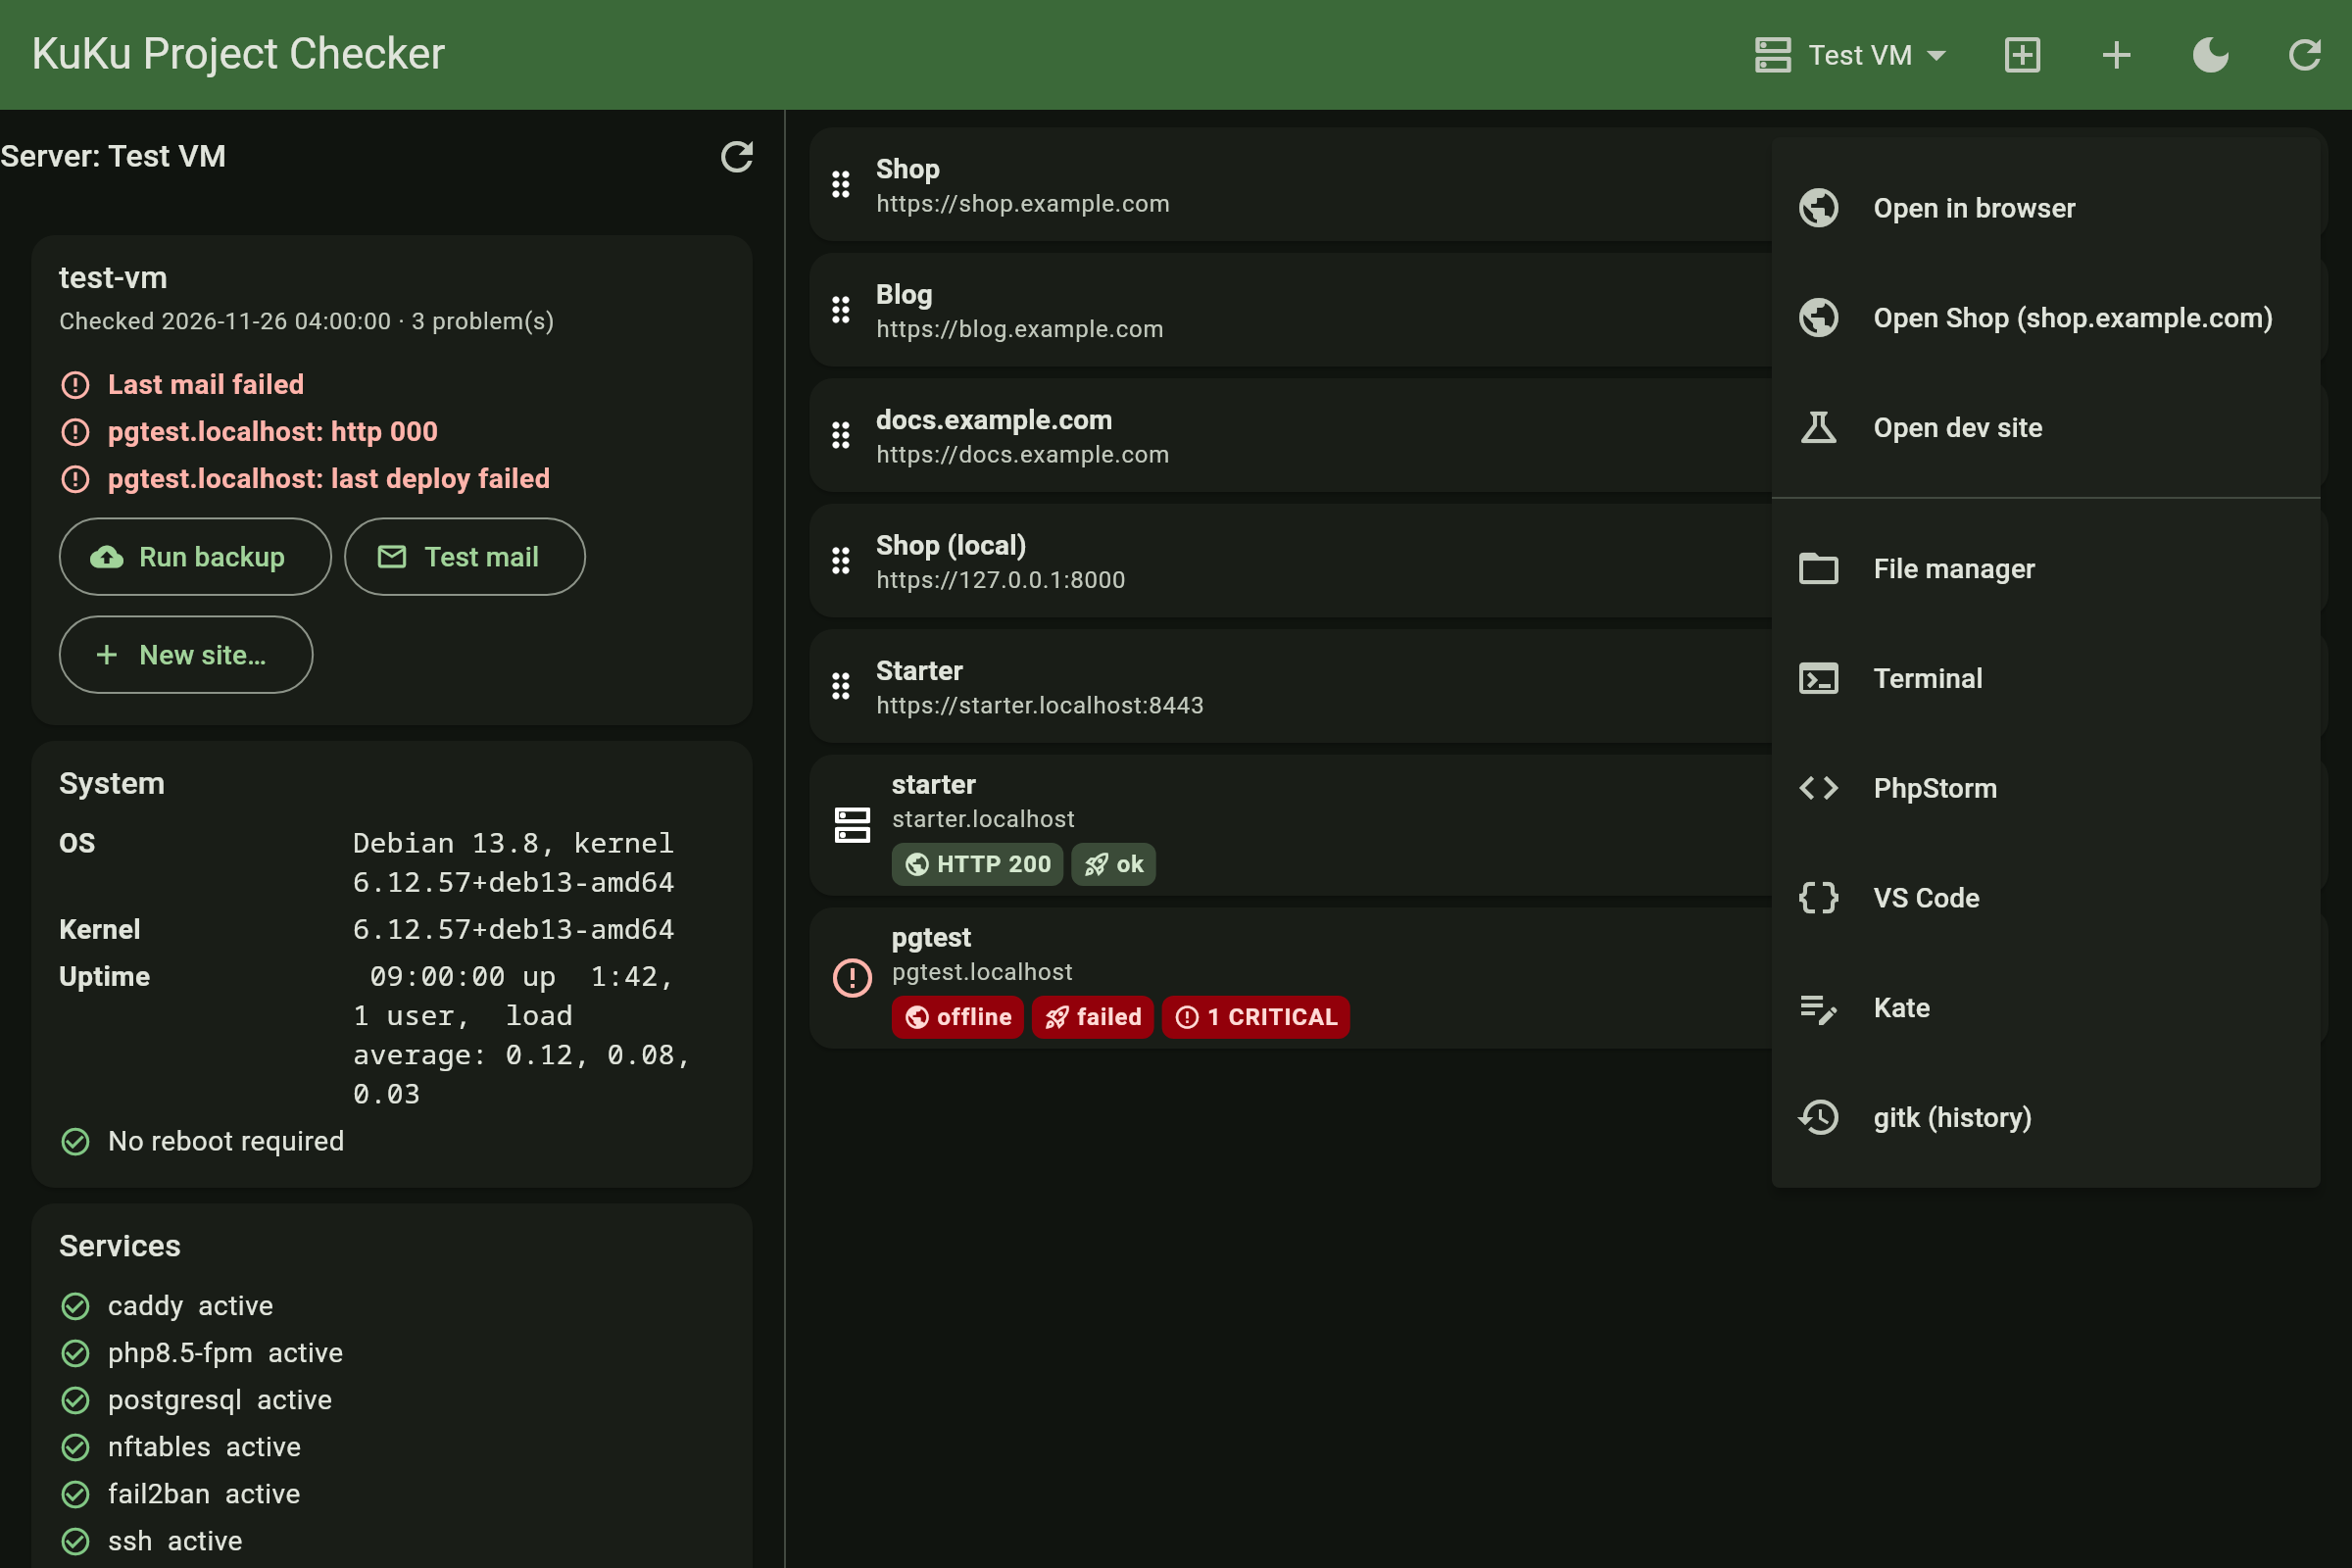 KuKu Project Checker
Test VM
Server: Test VM
test-vm
Checked 2026-11-26 04:00:00 · 3 problem(s)
Last mail failed
pgtest.localhost: http 000
pgtest.localhost: last deploy failed
Run backup
Test mail
New site…
System
OS
Debian 13.8, kernel
6.12.57+deb13-amd64
Kernel
6.12.57+deb13-amd64
Uptime
09:00:00 up  1:42,
1 user,  load
average: 0.12, 0.08,
0.03
No reboot required
Services
caddy active
php8.5-fpm active
postgresql active
nftables active
fail2ban active
ssh active
Shop
https://shop.example.com
Blog
https://blog.example.com
docs.example.com
https://docs.example.com
Shop (local)
https://127.0.0.1:8000
Starter
https://starter.localhost:8443
starter
starter.localhost
HTTP 200
ok
pgtest
pgtest.localhost
offline
failed
1 CRITICAL
Open in browser
Open Shop (shop.example.com)
Open dev site
File manager
Terminal
PhpStorm
VS Code
Kate
gitk (history)